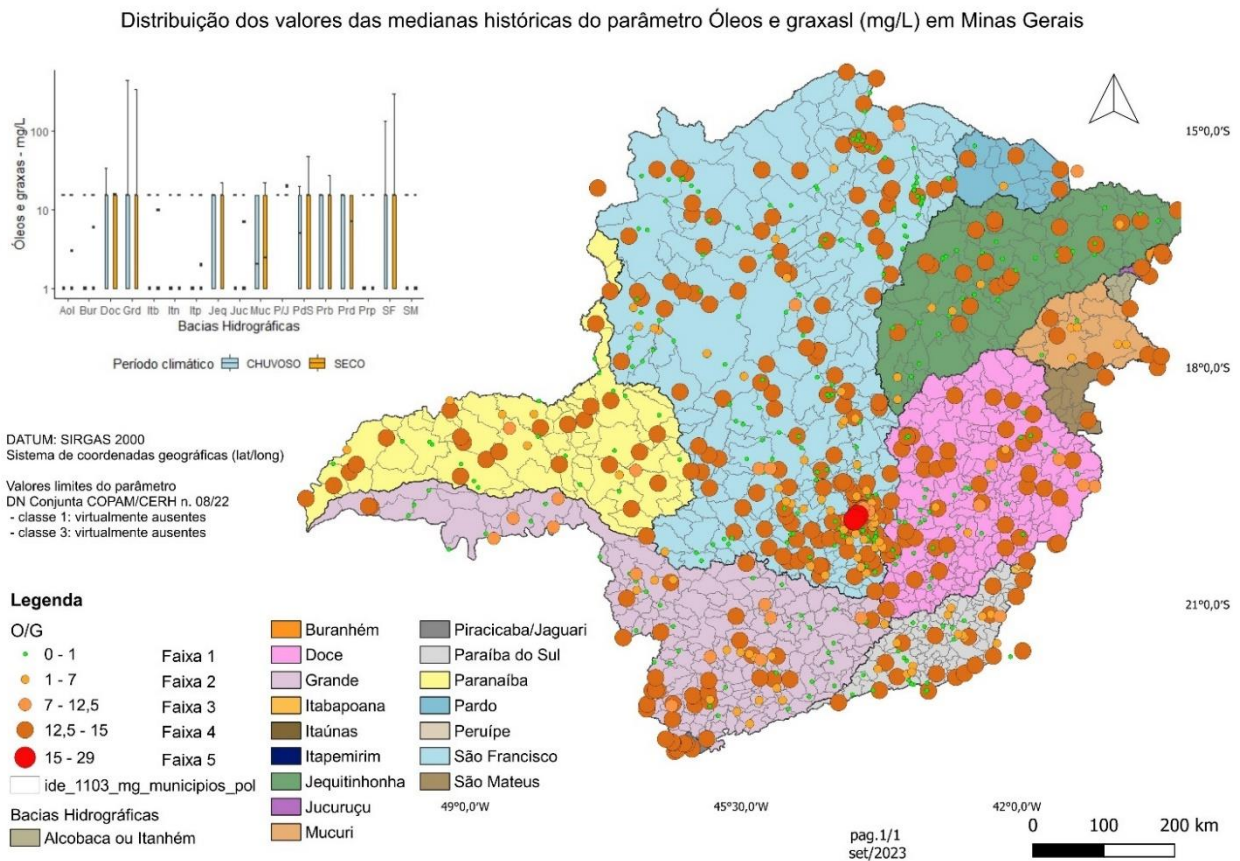 Distribuição dos valores das medianas históricas do parâmetro Óleos e graxasl (mg/L) em Minas Gerais
Óleos e graxas - mg/L
100
10
1
Aol Bur Doc Grd Itb Itn Itp Jeq Juc Muc P/J PdS Prb Prd Prp SF SM
Bacias Hidrográficas
Período climático CHUVOSO SECO
15°0,0'S
18°0,0'S
21°0,0'S
DATUM: SIRGAS 2000
Sistema de coordenadas geográficas (lat/long)
Valores limites do parâmetro
DN Conjunta COPAM/CERH n. 08/22
- classe 1: virtualmente ausentes
- classe 3: virtualmente ausentes
Legenda
O/G
0 - 1 Faixa 1
1 - 7 Faixa 2
7 - 12,5 Faixa 3
12,5 - 15 Faixa 4
15 - 29 Faixa 5
ide_1103_mg_municipios_pol
Bacias Hidrográficas
Alcobaca ou Itanhém
Buranhém
Doce
Grande
Itabapoana
Itaúnas
Itapemirim
Jequitinhonha
Jucuruçu
Mucuri
Piracicaba/Jaguari
Paraíba do Sul
Paranaíba
Pardo
Peruípe
São Francisco
São Mateus
49°0,0'W
45°30,0'W
42°0,0'W
pag.1/1
set/2023
0 100 200 km